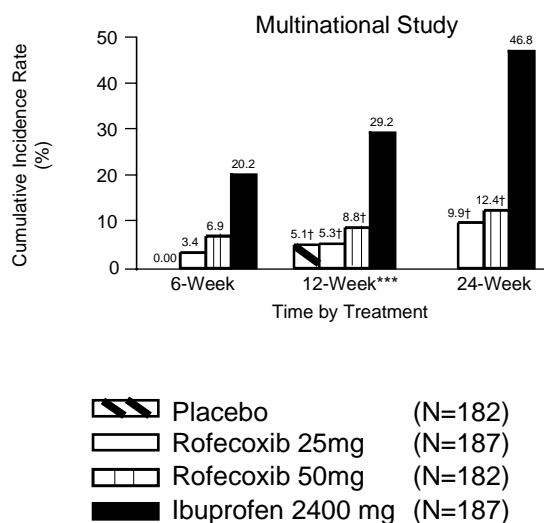 Multinational Study
Cumulative Incidence Rate
(%)
50
40
30
20
10
0
0.00
3.4
6.9
20.2
5.1†
5.3†
8.8†
29.2
9.9†
12.4†
46.8
6-Week
12-Week***
24-Week
Time by Treatment
Placebo (N=182)
Rofecoxib 25mg (N=187)
Rofecoxib 50mg (N=182)
Ibuprofen 2400 mg (N=187)